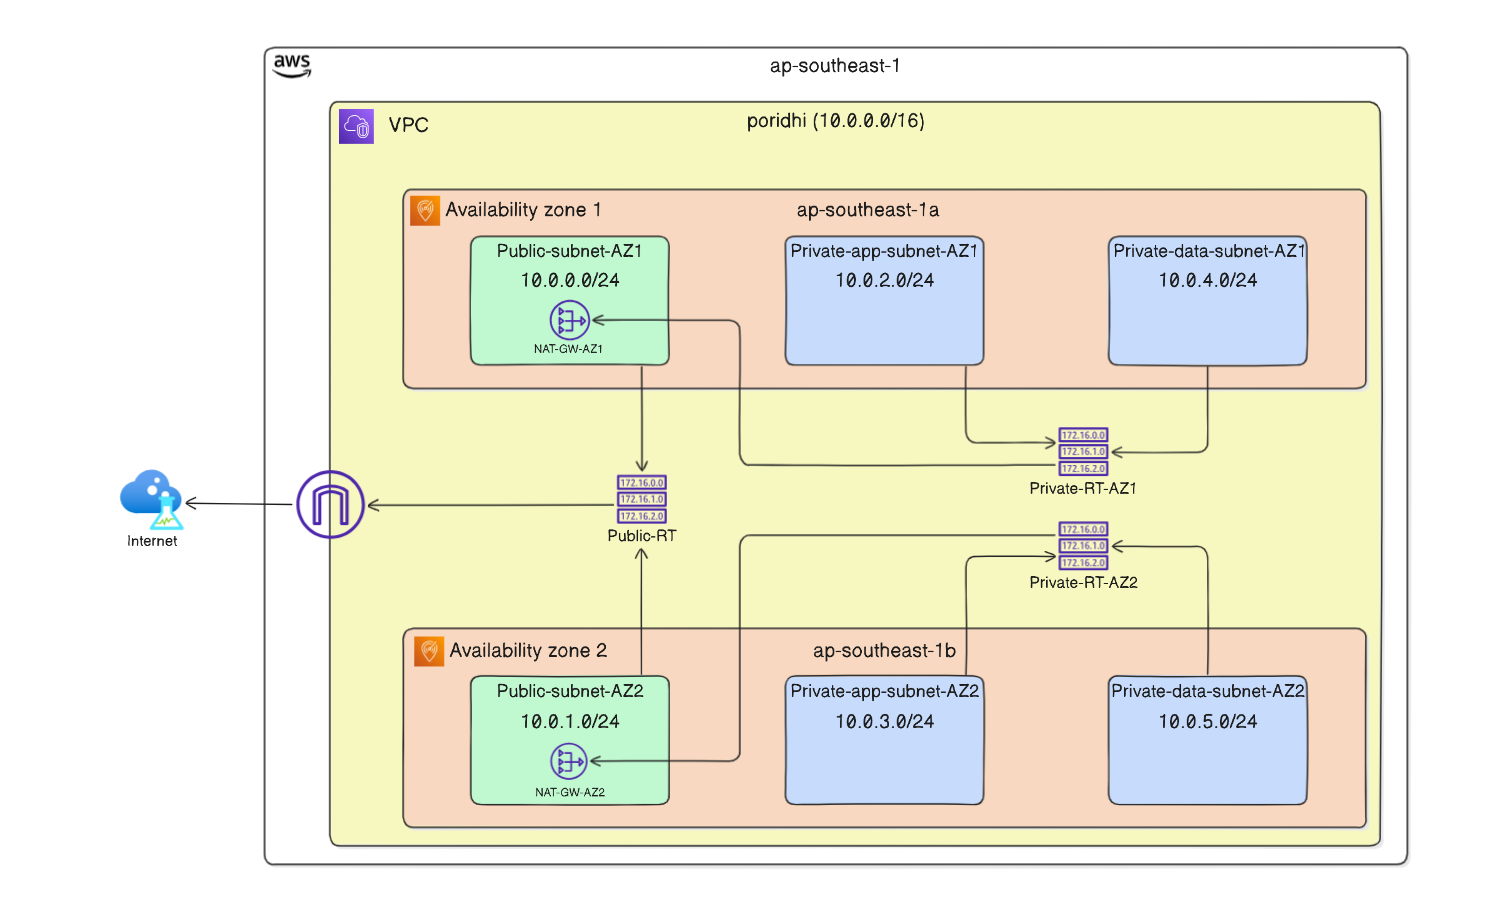 aws
ap-southeast-1
VPC
poridhi (10.0.0.0/16)
Availability zone 1
ap-southeast-1a
Public-subnet-AZ1
10.0.0.0/24
NAT-GW-AZ1
Private-app-subnet-AZ1
10.0.2.0/24
Private-data-subnet-AZ1
10.0.4.0/24
172.16.0.0
172.16.1.0
172.16.2.0
Private-RT-AZ1
172.16.0.0
172.16.1.0
172.16.2.0
Public-RT
Internet
172.16.0.0
172.16.1.0
172.16.2.0
Private-RT-AZ2
Availability zone 2
ap-southeast-1b
Public-subnet-AZ2
10.0.1.0/24
NAT-GW-AZ2
Private-app-subnet-AZ2
10.0.3.0/24
Private-data-subnet-AZ2
10.0.5.0/24